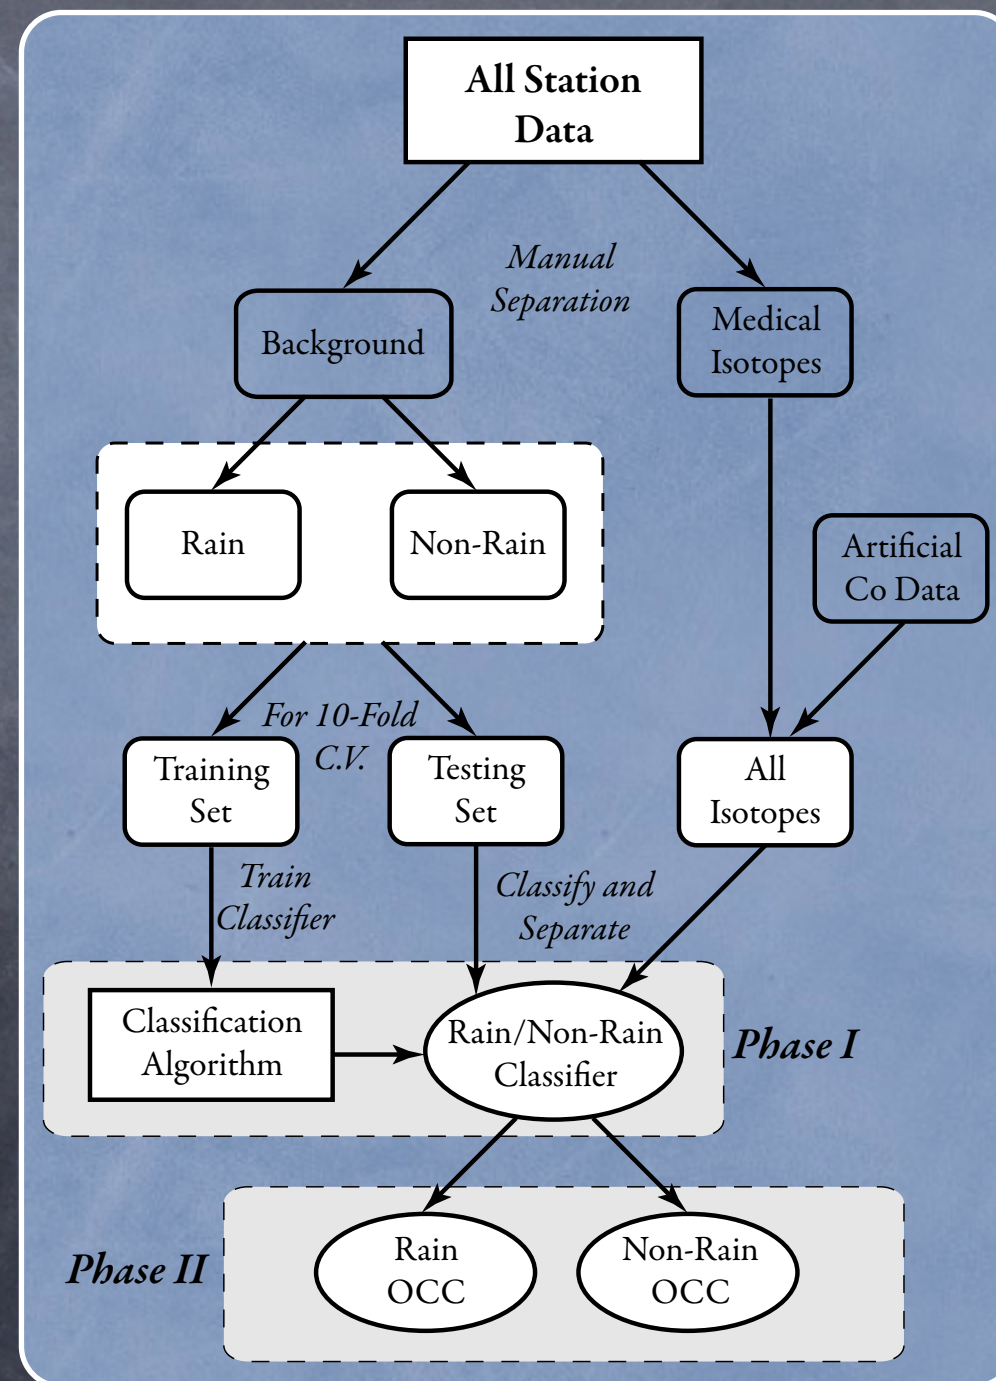 All Station
Data
Manual
Separation
Background
Medical
Isotopes
Rain
Non-Rain
Artificial
Co Data
For 10-Fold
C.V.
Training
Set
Testing
Set
All
Isotopes
Train
Classifier
Classify and
Separate
Classification
Algorithm
Rain/Non-Rain
Classifier
Phase I
Phase II
Rain
OCC
Non-Rain
OCC